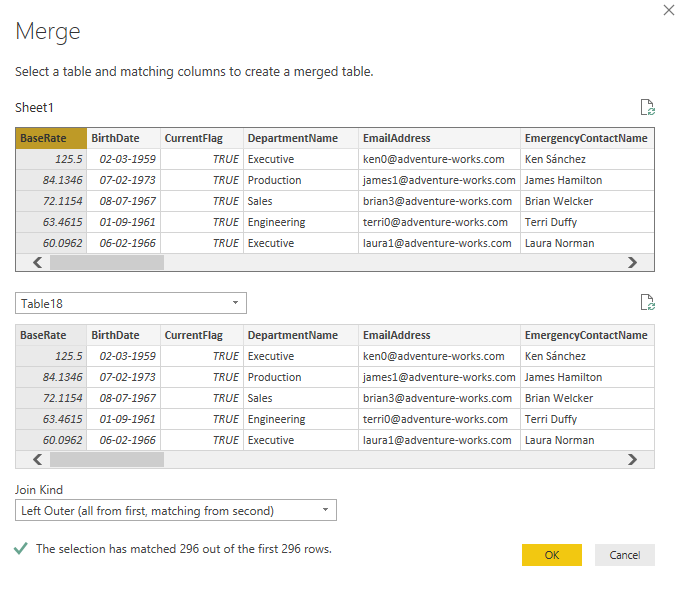 Merge
Select a table and matching columns to create a merged table.
Sheet1
BaseRate BirthDate CurrentFlag DepartmentName EmailAddress EmergencyContactName
125.5 02-03-1959 TRUE Executive ken0@adventure-works.com Ken Sánchez
84.1346 07-02-1973 TRUE Production james1@adventure-works.com James Hamilton
72.1154 08-07-1967 TRUE Sales brian3@adventure-works.com Brian Welcker
63.4615 01-09-1961 TRUE Engineering terri0@adventure-works.com Terri Duffy
60.0962 06-02-1966 TRUE Executive laura1@adventure-works.com Laura Norman
Table18
BaseRate BirthDate CurrentFlag DepartmentName EmailAddress EmergencyContactName
125.5 02-03-1959 TRUE Executive ken0@adventure-works.com Ken Sánchez
84.1346 07-02-1973 TRUE Production james1@adventure-works.com James Hamilton
72.1154 08-07-1967 TRUE Sales brian3@adventure-works.com Brian Welcker
63.4615 01-09-1961 TRUE Engineering terri0@adventure-works.com Terri Duffy
60.0962 06-02-1966 TRUE Executive laura1@adventure-works.com Laura Norman
Join Kind
Left Outer (all from first, matching from second)
The selection has matched 296 out of the first 296 rows.
OK Cancel